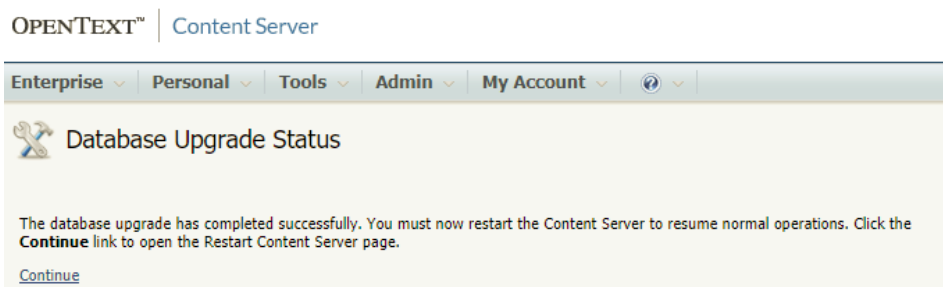 OPENTEXT™ Content Server
Enterprise Personal Tools Admin My Account ?
Database Upgrade Status
The database upgrade has completed successfully. You must now restart the Content Server to resume normal operations. Click the
Continue link to open the Restart Content Server page.
Continue